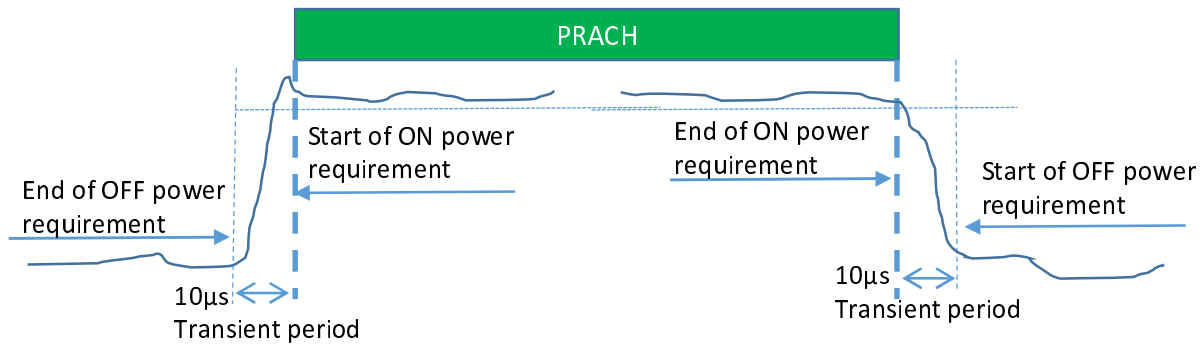 PRACH
Start of ON power
requirement
End of ON power
requirement
End of OFF power
requirement
Start of OFF power
requirement
10µs
Transient period
10µs
Transient period